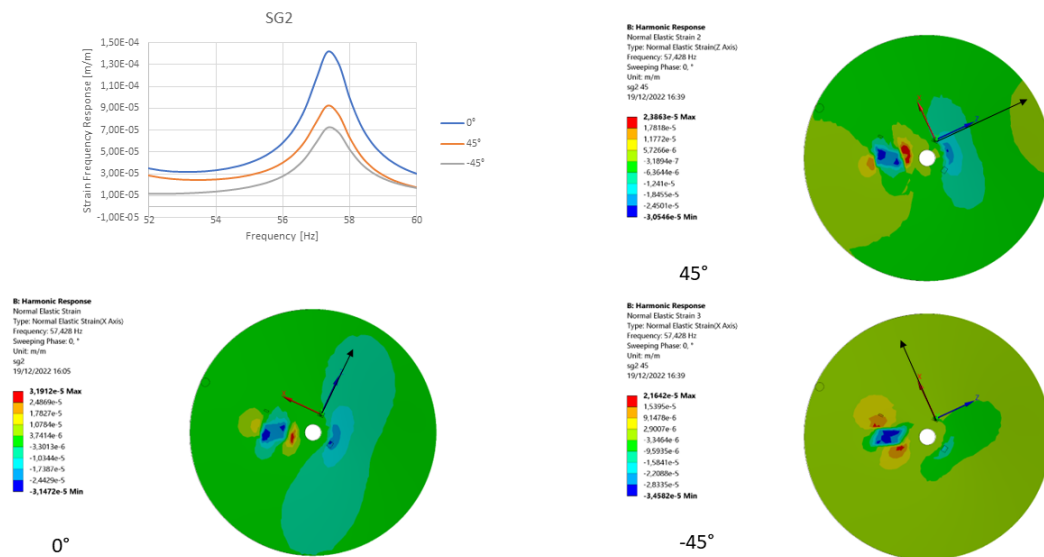 SG2
Strain Frequency Response [m/m]
1,50E-04
1,30E-04
1,10E-04
9,00E-05
7,00E-05
5,00E-05
3,00E-05
1,00E-05
-1,00E-05
52
54
56
58
60
Frequency [Hz]
0°
45°
-45°
B: Harmonic Response
Normal Elastic Strain 2
Type: Normal Elastic Strain(Z Axis)
Frequency: 57,428 Hz
Sweeping Phase: 0, °
Unit: m/m
sg2 45
19/12/2022 16:39
2,3863e-5 Max
1,7818e-5
1,1772e-5
5,7266e-6
-3,1894e-7
-6,3644e-6
-1,241e-5
-1,8455e-5
-2,4501e-5
-3,0546e-5 Min
Z
45°
B: Harmonic Response
Normal Elastic Strain
Type: Normal Elastic Strain(X Axis)
Frequency: 57,428 Hz
Sweeping Phase: 0, °
Unit: m/m
sg2
19/12/2022 16:05
3,1912e-5 Max
2,4869e-5
1,7827e-5
1,0784e-5
3,7414e-6
-3,3013e-6
-1,0344e-5
-1,7387e-5
-2,4429e-5
-3,1472e-5 Min
0°
B: Harmonic Response
Normal Elastic Strain 3
Type: Normal Elastic Strain(X Axis)
Frequency: 57,428 Hz
Sweeping Phase: 0, °
Unit: m/m
sg2 45
19/12/2022 16:39
2,1642e-5 Max
1,5395e-5
9,1478e-6
2,9007e-6
-3,3464e-6
-9,5935e-6
-1,5841e-5
-2,2088e-5
-2,8335e-5
-3,4582e-5 Min
Z
-45°